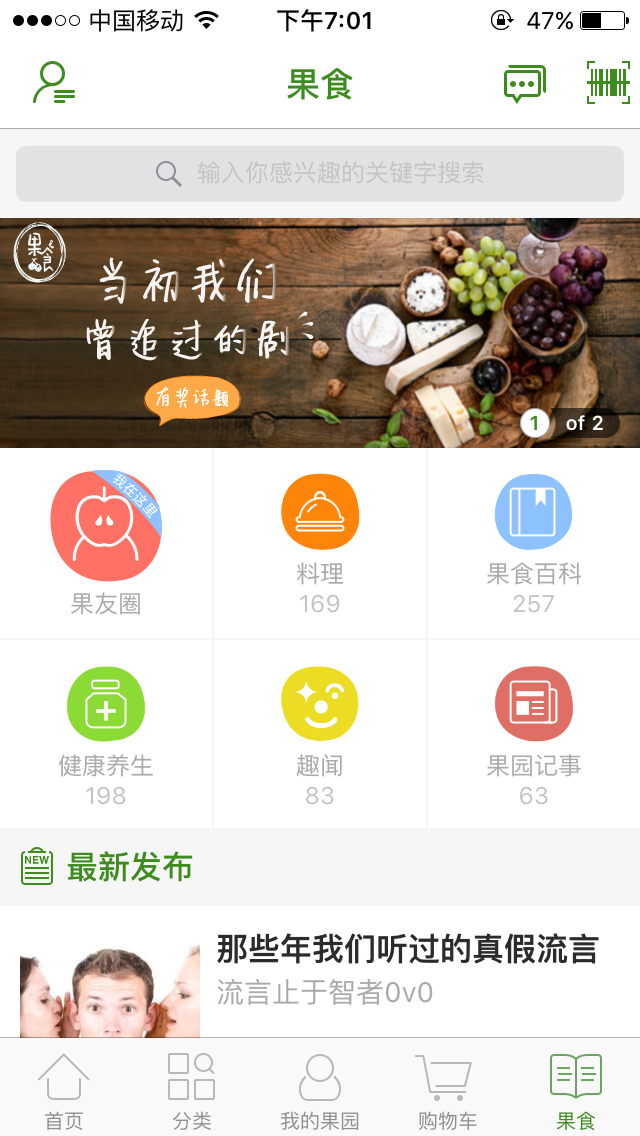 中国移动 下午7:01 47%
果食
输入你感兴趣的关键字搜索
果食
当初我们
曾追过的剧
有奖话题
1 of 2
我在这里
果友圈
料理
169
果食百科
257
健康养生
198
趣闻
83
果园记事
63
NEW 最新发布
那些年我们听过的真假流言
流言止于智者0v0
首页 分类 我的果园 购物车 果食